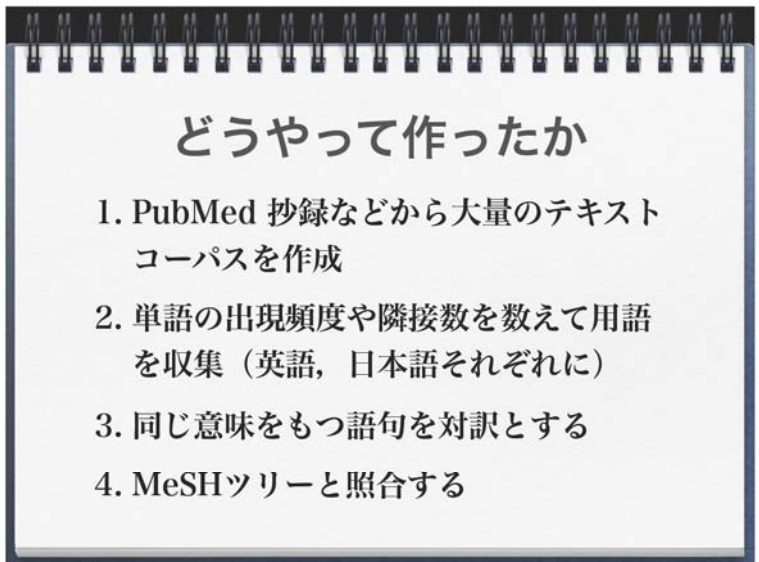 どうやって作ったか
1. PubMed 抄録などから大量のテキスト
コーパスを作成
2. 単語の出現頻度や隣接数を数えて用語
を収集（英語，日本語それぞれに）
3. 同じ意味をもつ語句を対訳とする
4. MeSHツリーと照合する